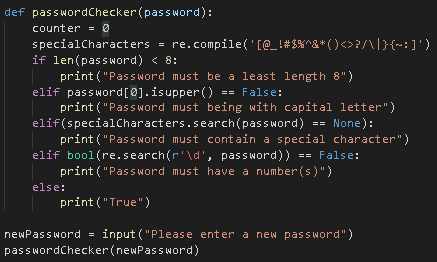 def passwordChecker(password):
    counter = 0
    specialCharacters = re.compile('[@_!#$%^&*()<>?/\|}{~:]')
    if len(password) < 8:
        print("Password must be a least length 8")
    elif password[0].isupper() == False:
        print("Password must being with capital letter")
    elif(specialCharacters.search(password) == None):
        print("Password must contain a special character")
    elif bool(re.search(r'\d', password)) == False:
        print("Password must have a number(s)")
    else:
        print("True")

newPassword = input("Please enter a new password")
passwordChecker(newPassword)